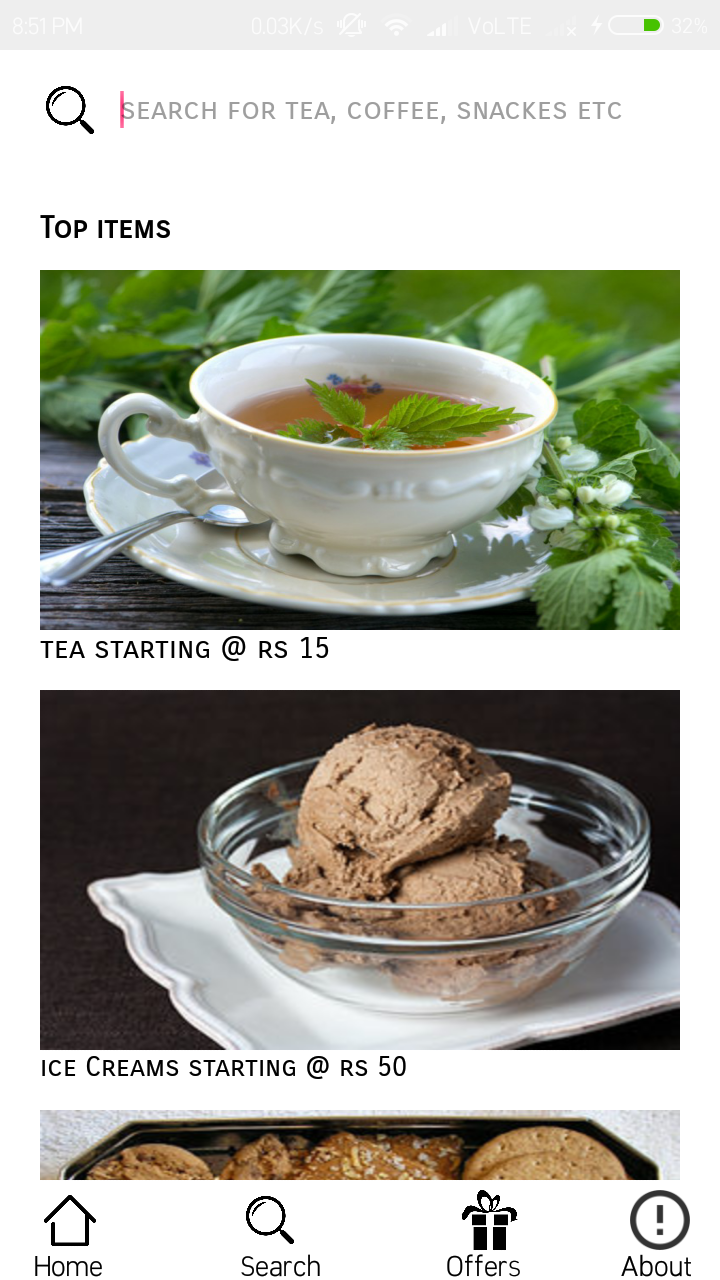 8:51 PM 0.03K/s VoLTE 32%
SEARCH FOR TEA, COFFEE, SNACKES ETC
Top items
TEA STARTING @ RS 15
ICE CREAMS STARTING @ RS 50
Home Search Offers About